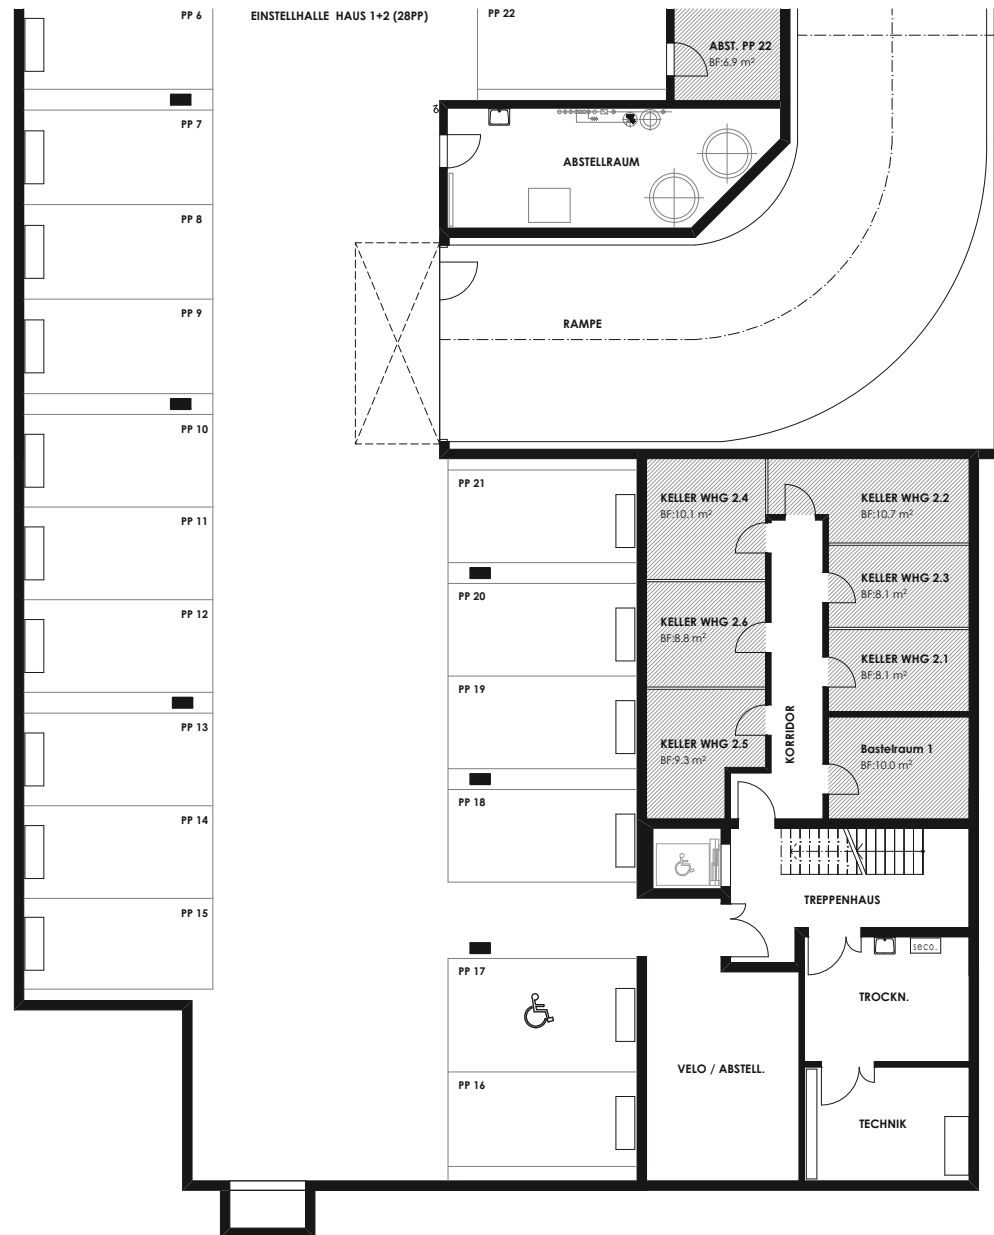 PP 6
EINSTELLHALLE HAUS 1+2 (28PP)
PP 22
ABST. PP 22
BF:6.9 m²
PP 7
ABSTELLRAUM
PP 8
PP 9
RAMPE
PP 10
PP 21
KELLER WHG 2.4
BF:10.1 m²
KELLER WHG 2.2
BF:10.7 m²
PP 11
KELLER WHG 2.3
BF:8.1 m²
PP 20
PP 12
KELLER WHG 2.6
BF:8.8 m²
KELLER WHG 2.1
BF:8.1 m²
PP 19
PP 13
KORRIDOR
KELLER WHG 2.5
BF:9.3 m²
Bastelraum 1
BF:10.0 m²
PP 18
PP 14
TREPPENHAUS
PP 15
seco.
PP 17
TROCKN.
VELO / ABSTELL.
PP 16
TECHNIK